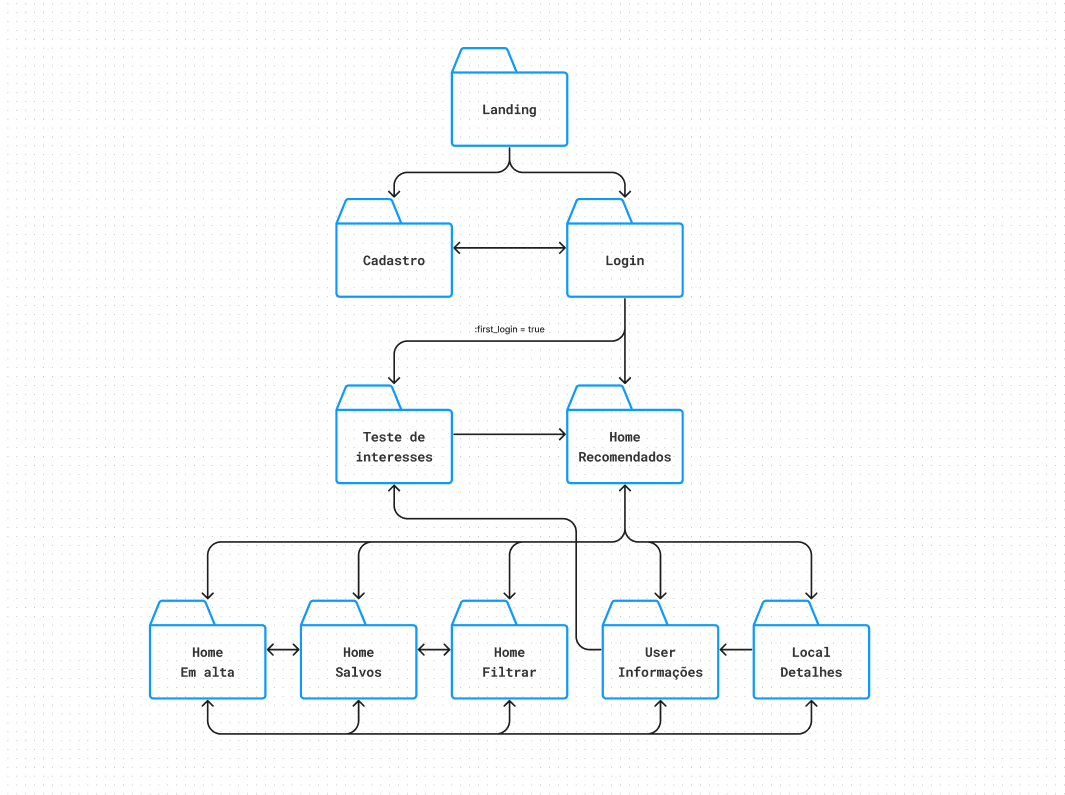 Landing
Cadastro
Login
:first_login = true
Teste de
interesses
Home
Recomendados
Home
Em alta
Home
Salvos
Home
Filtrar
User
Informações
Local
Detalhes